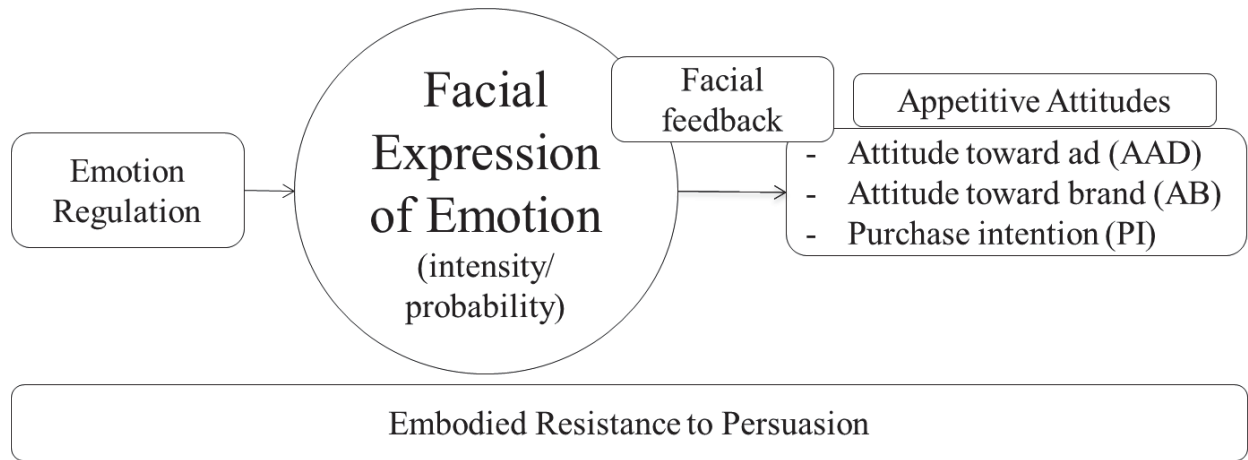 Emotion
Regulation
Facial
Expression
of Emotion
(intensity/
probability)
Facial
feedback
Appetitive Attitudes
- Attitude toward ad (AAD)
- Attitude toward brand (AB)
- Purchase intention (PI)
Embodied Resistance to Persuasion